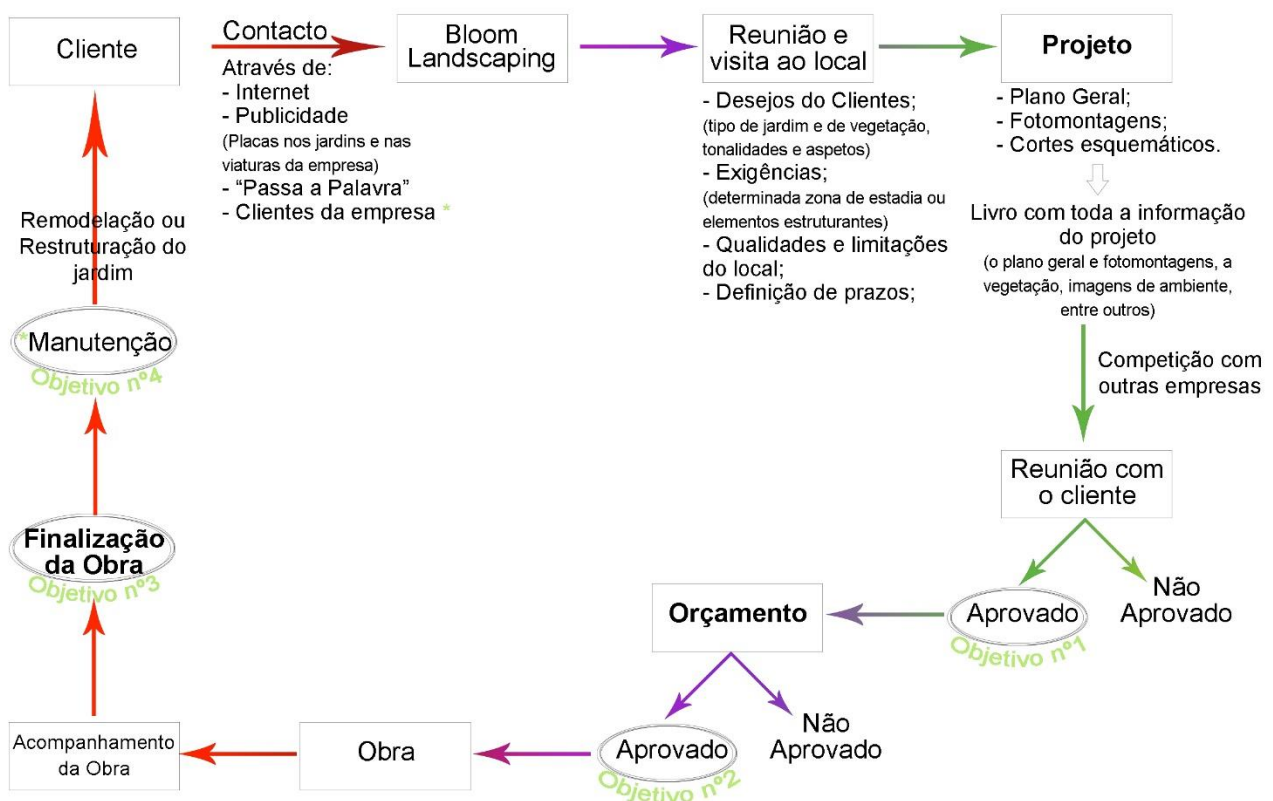 Cliente
Contacto
Através de:
- Internet
- Publicidade
(Placas nos jardins e nas
viaturas da empresa)
- “Passa a Palavra”
- Clientes da empresa *
Bloom
Landscaping
Reunião e
visita ao local
- Desejos do Clientes;
(tipo de jardim e de vegetação,
tonalidades e aspetos)
- Exigências;
(determinada zona de estadia ou
elementos estruturantes)
- Qualidades e limitações
do local;
- Definição de prazos;
Projeto
- Plano Geral;
- Fotomontagens;
- Cortes esquemáticos.
Livro com toda a informação
do projeto
(o plano geral e fotomontagens, a
vegetação, imagens de ambiente,
entre outros)
Competição com
outras empresas
Reunião com
o cliente
Não
Aprovado
Aprovado
Objetivo nº1
Orçamento
Não
Aprovado
Aprovado
Objetivo nº2
Obra
Acompanhamento
da Obra
Finalização
da Obra
Objetivo nº3
*Manutenção
Objetivo nº4
Remodelação ou
Restruturação do
jardim